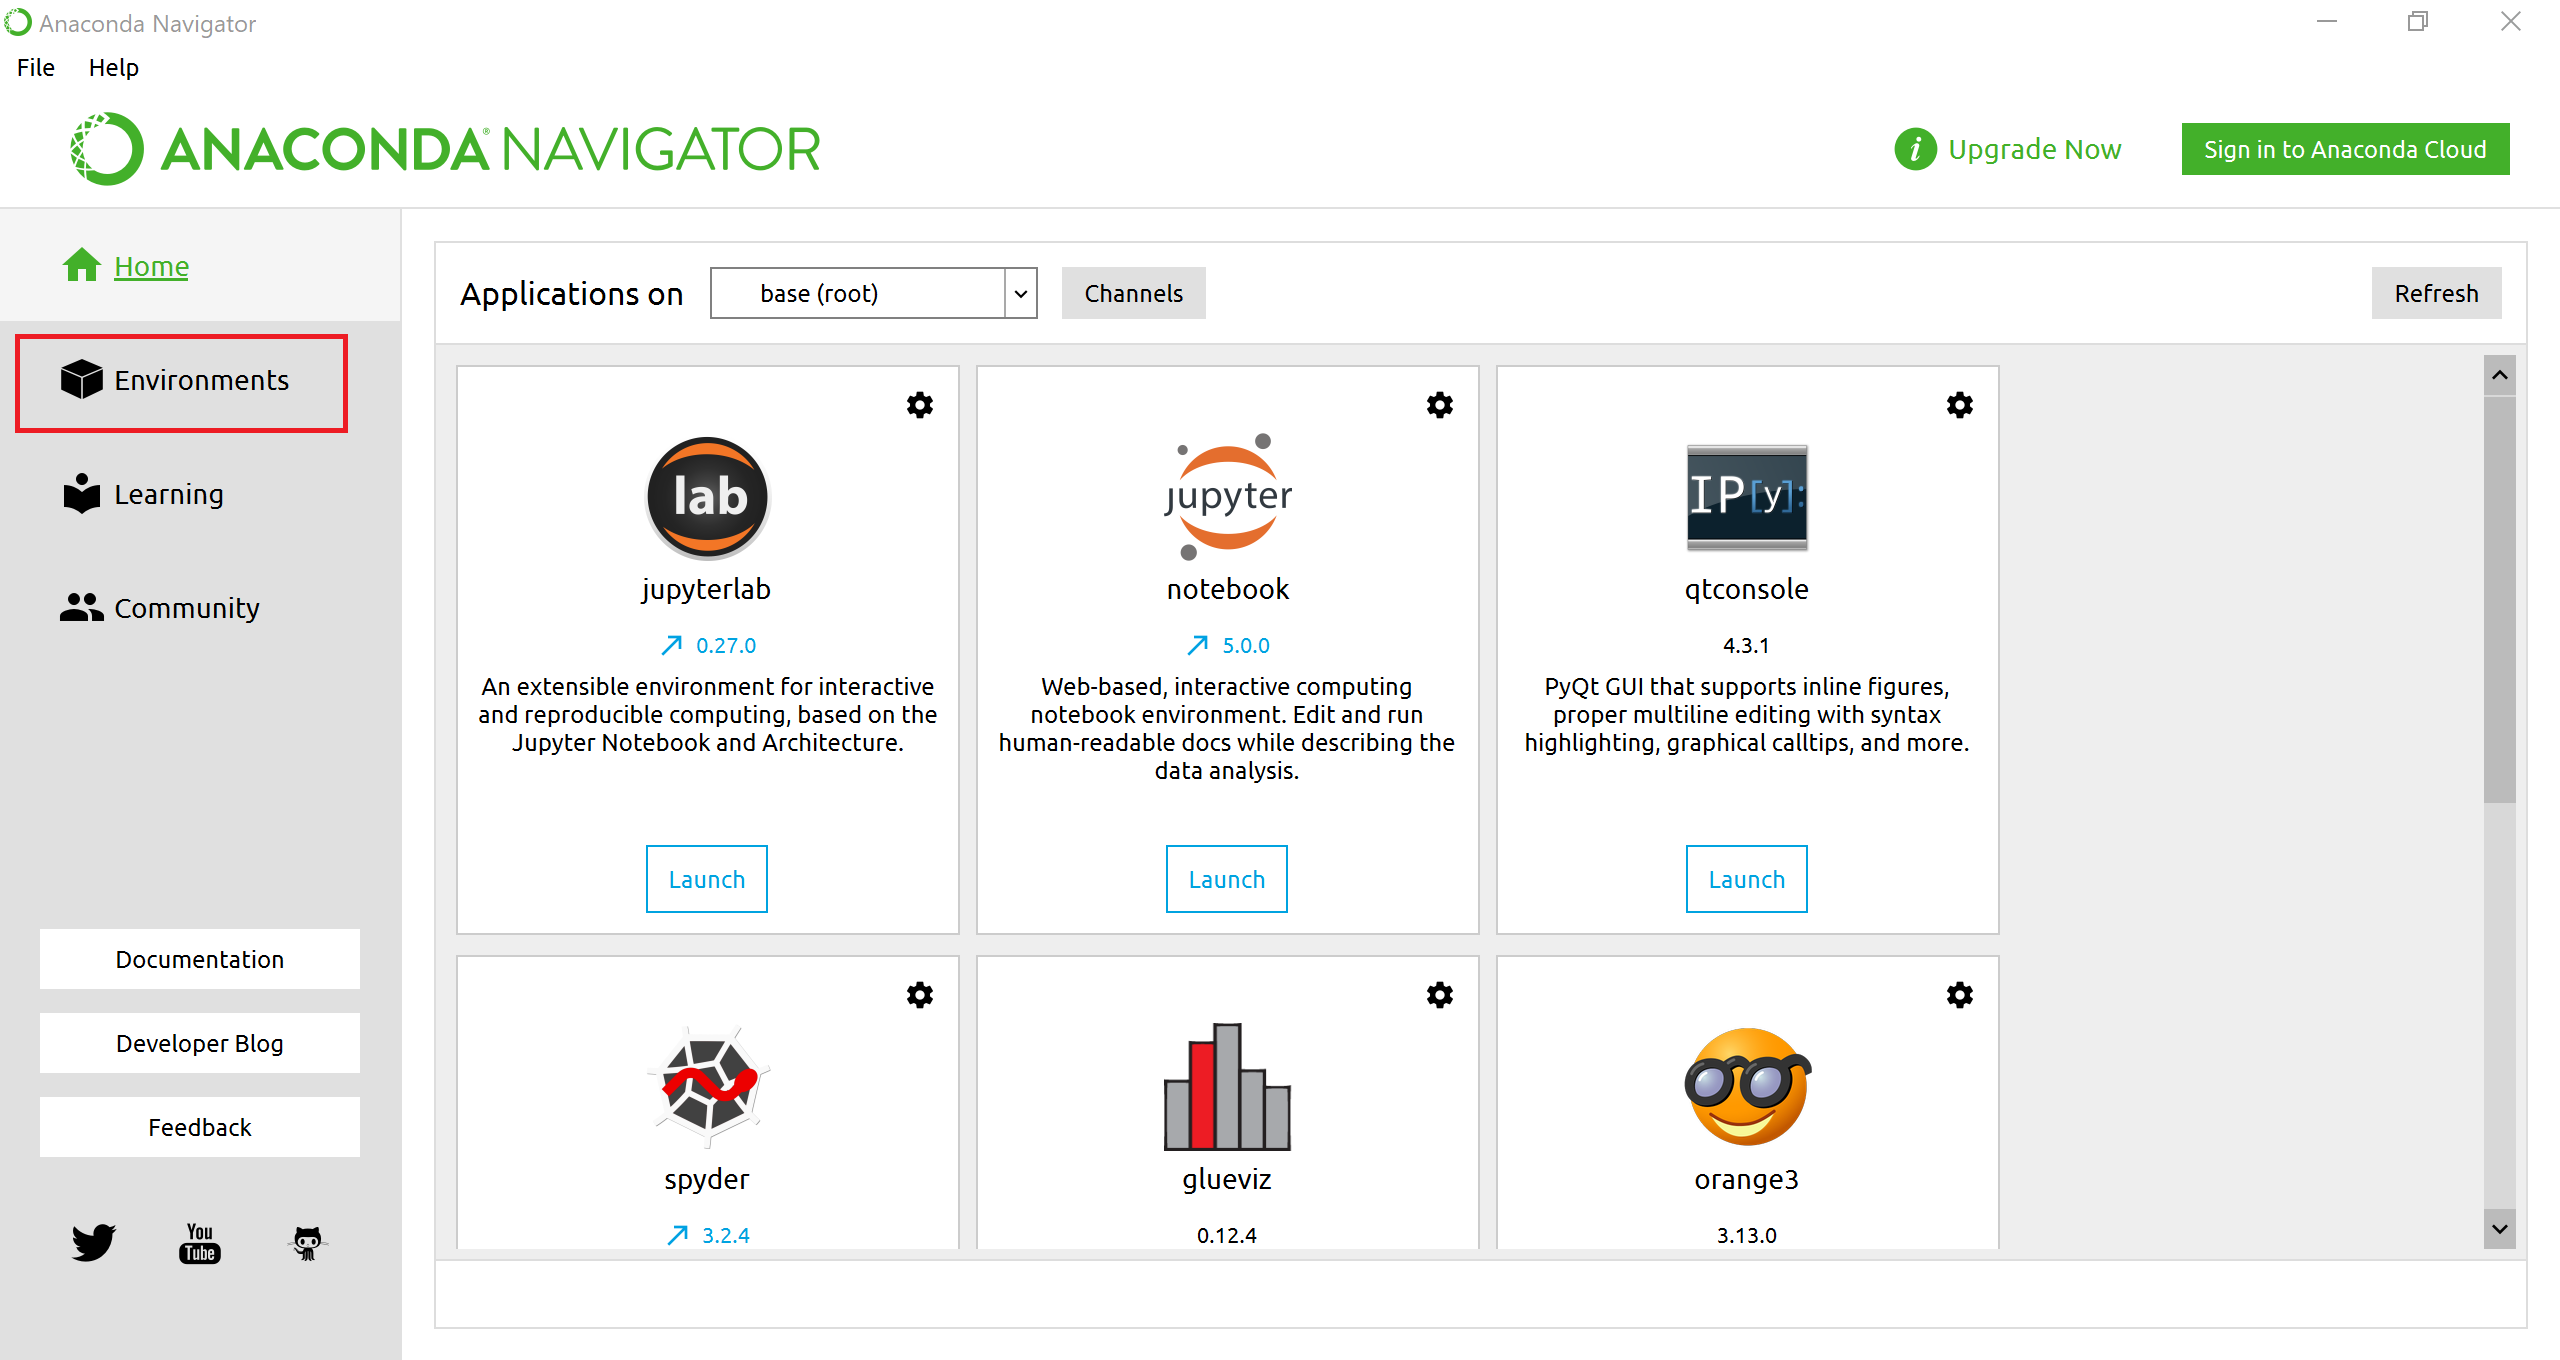 Anaconda Navigator
File Help
ANACONDA® NAVIGATOR
Upgrade Now
Sign in to Anaconda Cloud
Home
Environments
Learning
Community
Documentation
Developer Blog
Feedback
You
Tube
Applications on base (root) Channels Refresh
lab
jupyterlab
0.27.0
An extensible environment for interactive
and reproducible computing, based on the
Jupyter Notebook and Architecture.
Launch
jupyter
notebook
5.0.0
Web-based, interactive computing
notebook environment. Edit and run
human-readable docs while describing the
data analysis.
Launch
IP[y]:
qtconsole
4.3.1
PyQt GUI that supports inline figures,
proper multiline editing with syntax
highlighting, graphical calltips, and more.
Launch
spyder
3.2.4
glueviz
0.12.4
orange3
3.13.0